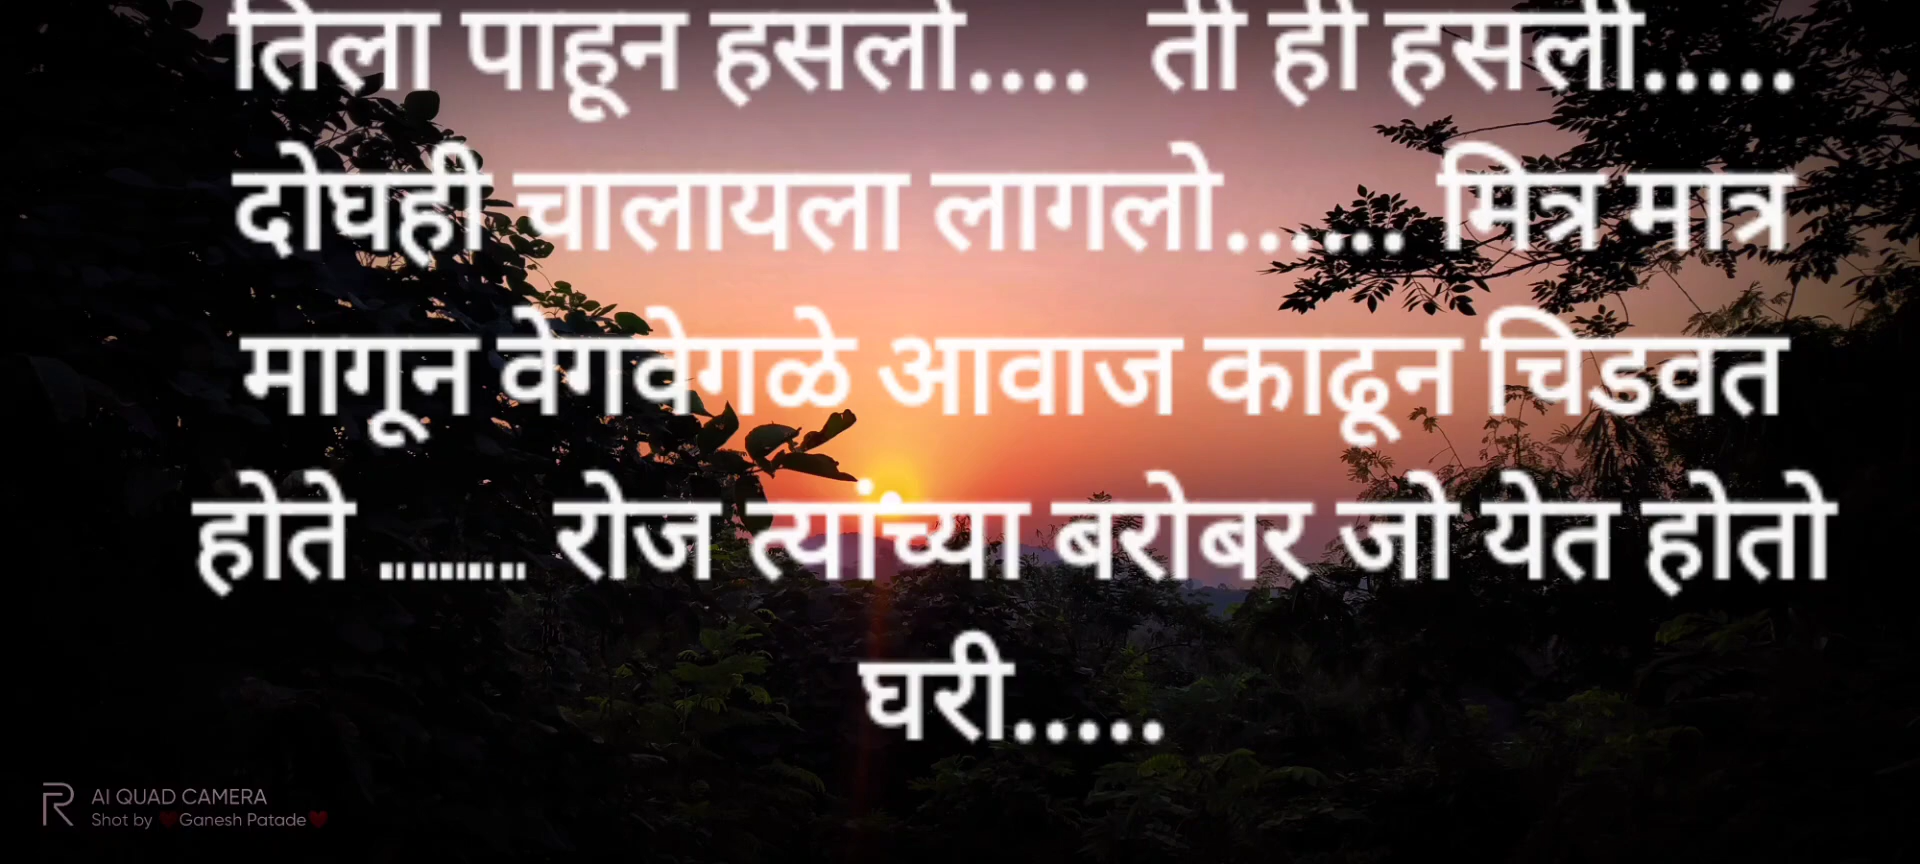 तिला पाहून हसलो....  ती ही हसली.....
दोघही चालायला लागलो...... मित्र मात्र
मागून वेगवेगळे आवाज काढून चिडवत
होते ......... रोज त्यांच्या बरोबर जो येत होतो
घरी.....
AI QUAD CAMERA
Shot by ❤Ganesh Patade❤